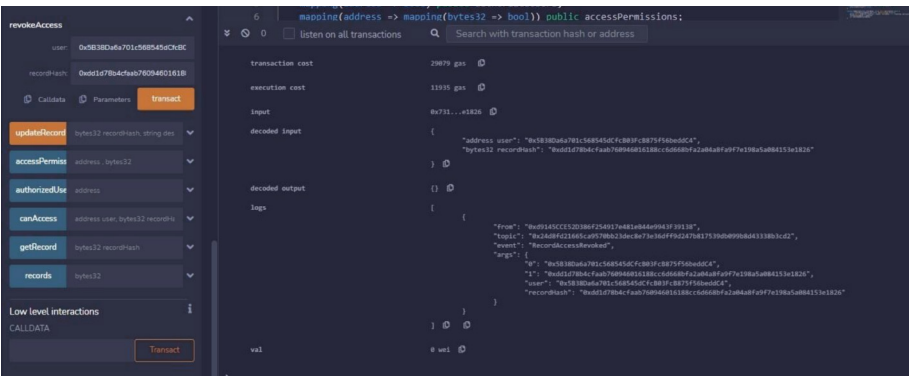 revokeAccess
user: 0x5B38Da6a701c568545dCfcBC
recordHash: 0xdd1d78b4cfaab76094601618
Calldata Parameters transact
updateRecord bytes32 recordHash, string des
accessPermiss address , bytes32
authorizedUse address
canAccess address user, bytes32 recordHa
getRecord bytes32 recordHash
records bytes32
Low level interactions i
CALLDATA
Transact
6 mapping(address => mapping(bytes32 => bool)) public accessPermissions;
0 listen on all transactions Search with transaction hash or address
transaction cost 29079 gas
execution cost 11935 gas
input 0x731...e1826
decoded input {
"address user": "0x5B38Da6a701c568545dCfcB03FcB875f56beddC4",
"bytes32 recordHash": "0xdd1d78b4cfaab760946016188cc6d668bfa2a04a8fa9f7e198a5a084153e1826"
}
decoded output {}
logs [
{
"from": "0xd9145CCE52D386f254917e481eB44e9943F39138",
"topic":
"event": "RecordAccessRevoked",
"args": {
"0": "0x5B38Da6a701c568545dCfcB03FcB875f56beddC4",
"1": "0xdd1d78b4cfaab760946016188cc6d668bfa2a04a8fa9f7e198a5a084153e1826",
"user": "0x5B38Da6a701c568545dCfcB03FcB875f56beddC4",
"recordHash": "0xdd1d78b4cfaab760946016188cc6d668bfa2a04a8fa9f7e198a5a084153e1826"
}
}
]
val 0 wei